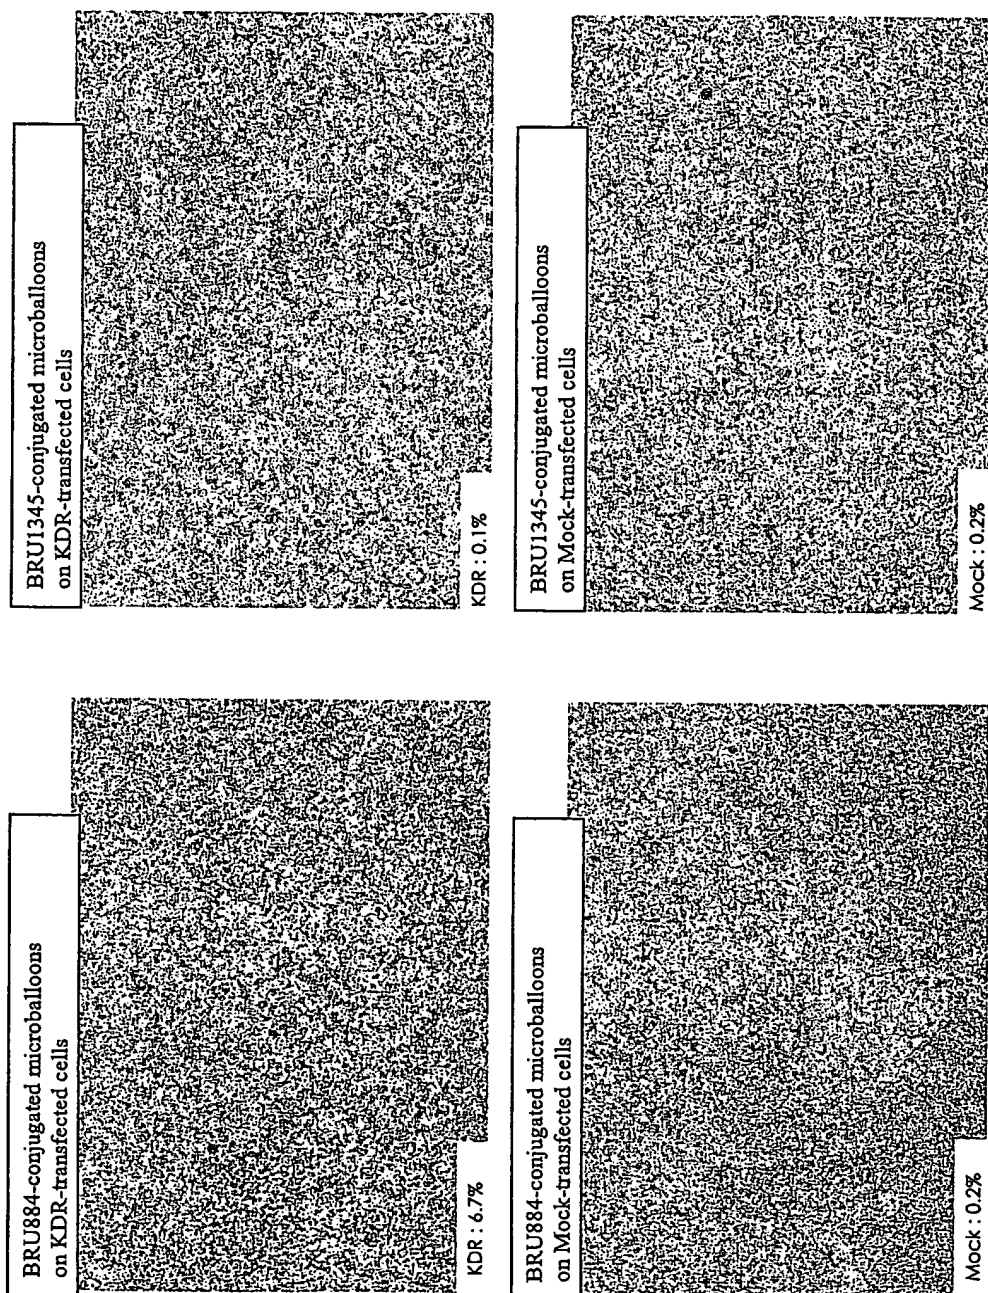 BRU884-conjugated microballoons
on KDR-transfected cells
KDR : 6.7%
BRU1345-conjugated microballoons
on KDR-transfected cells
KDR : 0.1%
BRU884-conjugated microballoons
on Mock-transfected cells
Mock : 0.2%
BRU1345-conjugated microballoons
on Mock-transfected cells
Mock : 0.2%